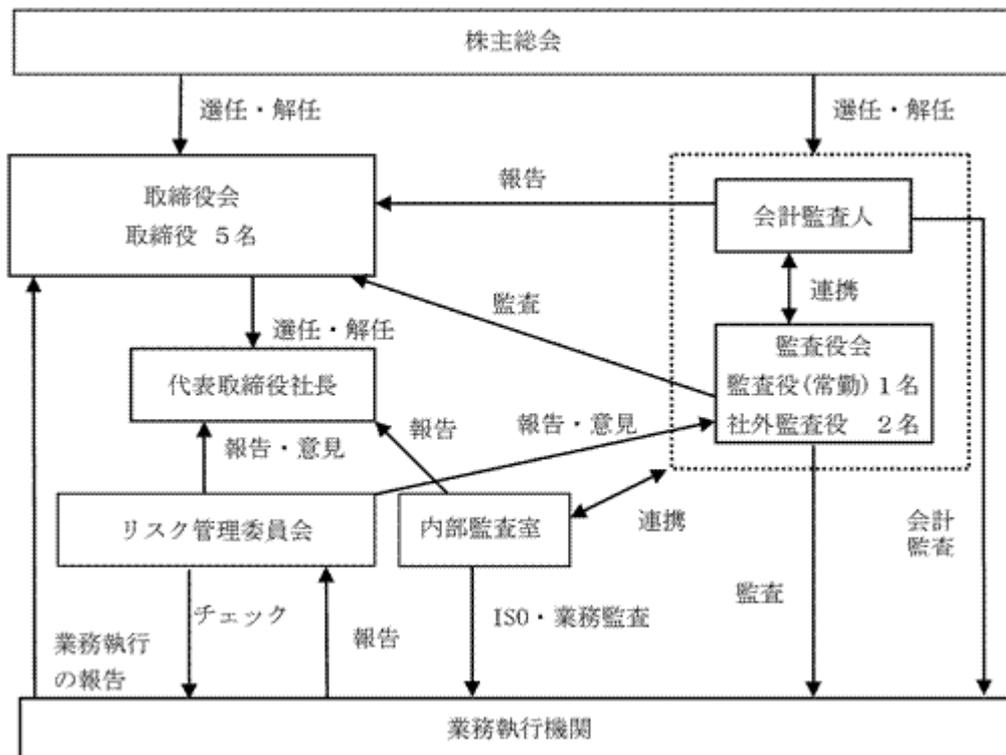 株主総会
選任・解任
選任・解任
取締役会
取締役 5名
報告
会計監査人
連携
監査
選任・解任
監査役会
監査役(常勤)1名
社外監査役 2名
代表取締役社長
報告・意見
報告
報告・意見
リスク管理委員会
内部監査室
連携
会計
監査
チェック
報告
ISO・業務監査
監査
業務執行
の報告
業務執行機関